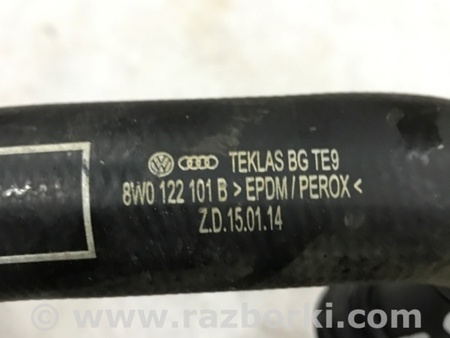 TEKLAS BG TE9
8W0 122 101 B > EPDM / PEROX <
Z.D.15.01.14
© www.razborki.com